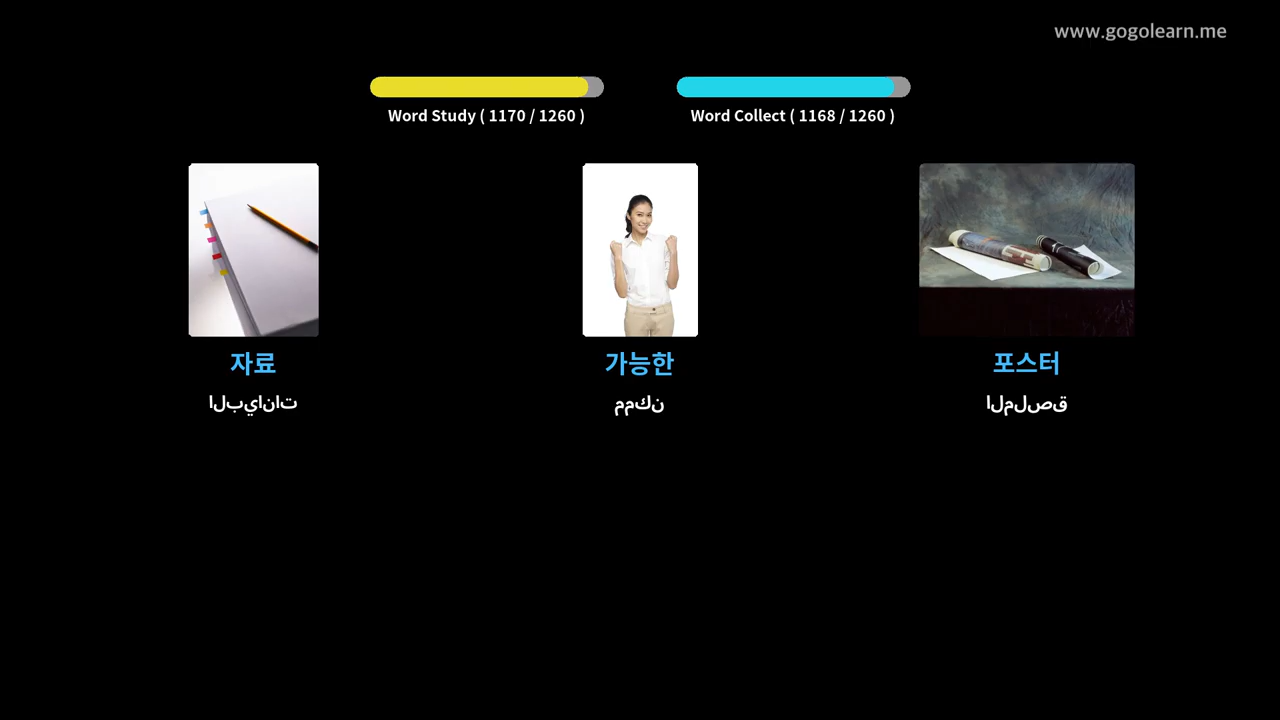 www.gogolearn.me
Word Study ( 1170 / 1260 )
Word Collect ( 1168 / 1260 )
자료
가능한
포스터
البيانات
ممكن
الملصق